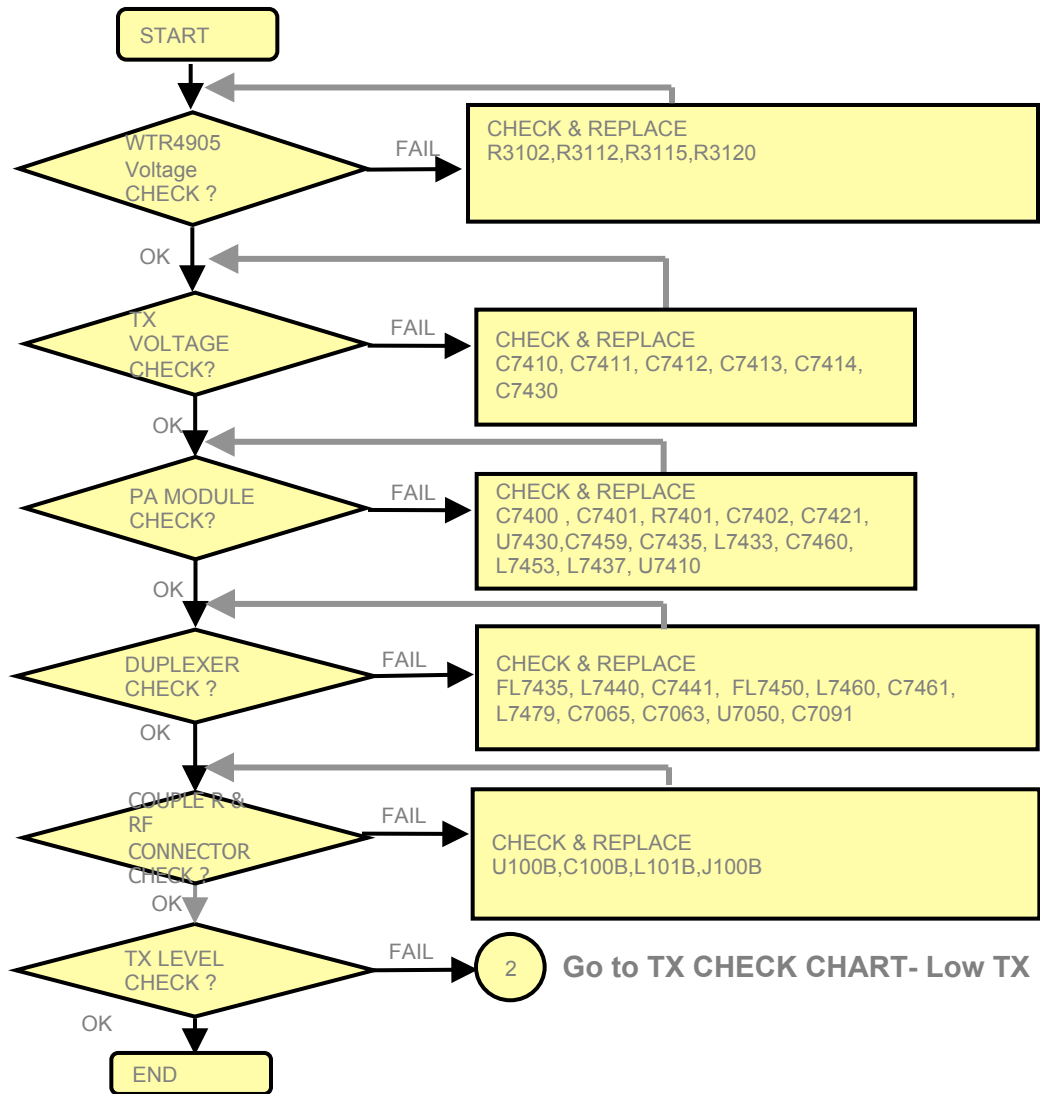 START
WTR4905
Voltage
CHECK ?
FAIL
CHECK & REPLACE
R3102,R3112,R3115,R3120
OK
TX
VOLTAGE
CHECK?
FAIL
CHECK & REPLACE
C7410, C7411, C7412, C7413, C7414,
C7430
OK
PA MODULE
CHECK?
FAIL
CHECK & REPLACE
C7400 , C7401, R7401, C7402, C7421,
U7430,C7459, C7435, L7433, C7460,
L7453, L7437, U7410
OK
DUPLEXER
CHECK ?
FAIL
CHECK & REPLACE
FL7435, L7440, C7441, FL7450, L7460, C7461,
L7479, C7065, C7063, U7050, C7091
OK
COUPLE R &
RF
CONNECTOR
CHECK ?
FAIL
CHECK & REPLACE
U100B,C100B,L101B,J100B
OK
TX LEVEL
CHECK ?
FAIL
2
Go to TX CHECK CHART- Low TX
OK
END